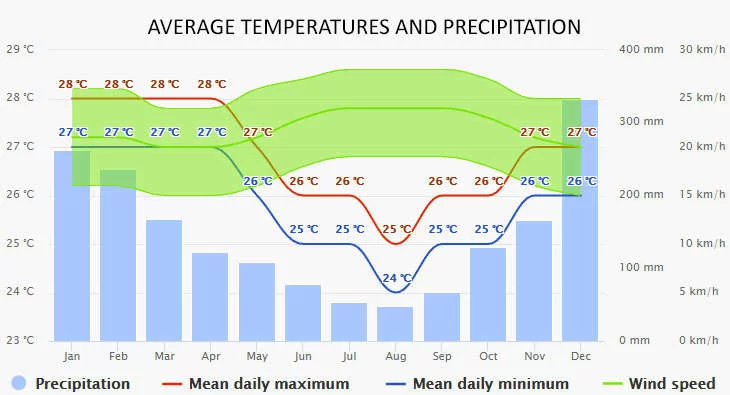 AVERAGE TEMPERATURES AND PRECIPITATION
29 °C 400 mm 30 km/h
28 °C 28 °C 28 °C 28 °C
28 °C 25 km/h
300 mm
27 °C 27 °C 27 °C 27 °C 27 °C 27 °C 27 °C
27 °C 20 km/h
26 °C 26 °C 26 °C 26 °C 26 °C 26 °C 26 °C
26 °C 200 mm 15 km/h
25 °C 25 °C 25 °C 25 °C 25 °C
25 °C 10 km/h
100 mm
24 °C
24 °C 5 km/h
23 °C 0 mm 0 km/h
Jan Feb Mar Apr May Jun Jul Aug Sep Oct Nov Dec
Precipitation Mean daily maximum Mean daily minimum Wind speed